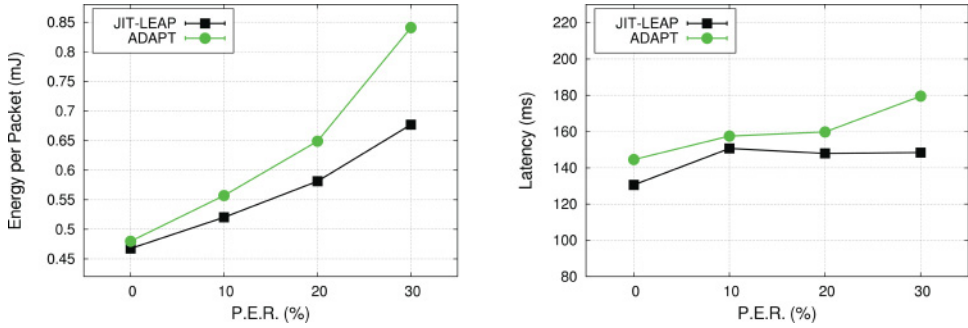 Energy per Packet (mJ)
0.85
0.8
0.75
0.7
0.65
0.6
0.55
0.5
0.45
JIT-LEAP
ADAPT
0 10 20 30
P.E.R. (%)
Latency (ms)
220
200
180
160
140
120
100
80
JIT-LEAP
ADAPT
0 10 20 30
P.E.R. (%)